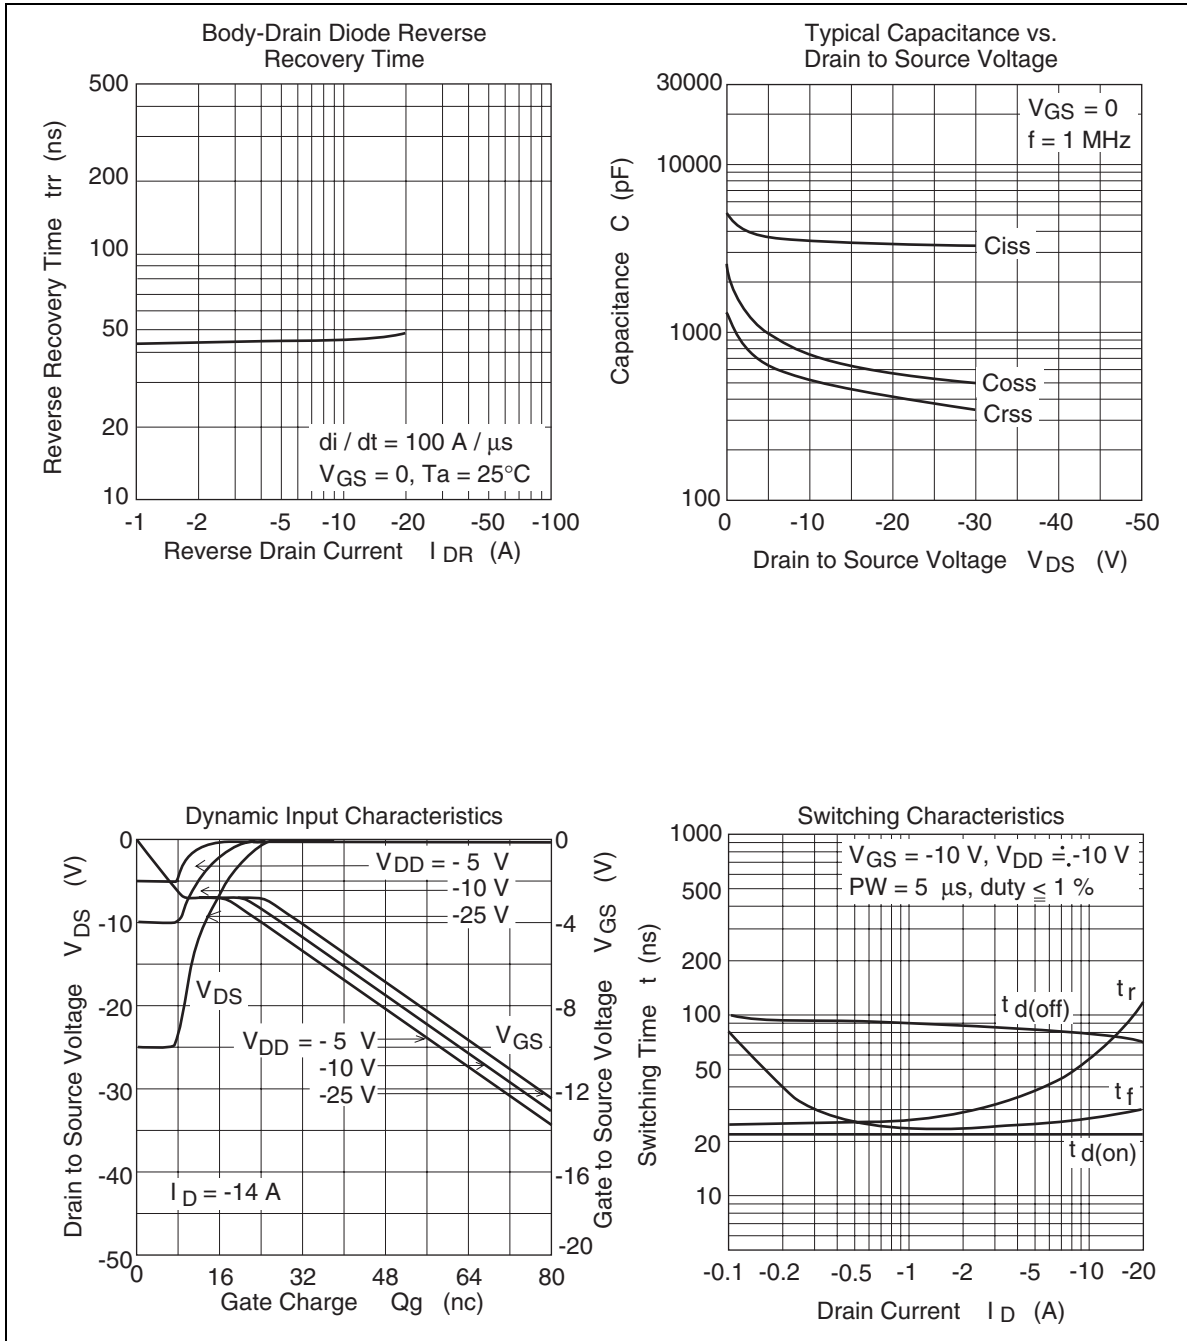 Body-Drain Diode Reverse
Recovery Time
500
200
100
50
20
10
Reverse Recovery Time trr (ns)
di / dt = 100 A / μs
VGS = 0, Ta = 25°C
-1 -2 -5 -10 -20 -50 -100
Reverse Drain Current IDR (A)
Typical Capacitance vs.
Drain to Source Voltage
30000
10000
1000
100
Capacitance C (pF)
VGS = 0
f = 1 MHz
Ciss
Coss
Crss
0 -10 -20 -30 -40 -50
Drain to Source Voltage VDS (V)
Dynamic Input Characteristics
0
-10
-20
-30
-40
-50
Drain to Source Voltage VDS (V)
VDD = - 5 V
-10 V
-25 V
VDS
VDD = - 5 V
-10 V
-25 V
VGS
ID = -14 A
0
-4
-8
-12
-16
-20
Gate to Source Voltage VGS (V)
0 16 32 48 64 80
Gate Charge Qg (nc)
Switching Characteristics
1000
500
200
100
50
20
10
Switching Time t (ns)
VGS = -10 V, VDD ≒ -10 V
PW = 5 μs, duty ≦ 1 %
tr
td(off)
tf
td(on)
-0.1 -0.2 -0.5 -1 -2 -5 -10 -20
Drain Current ID (A)